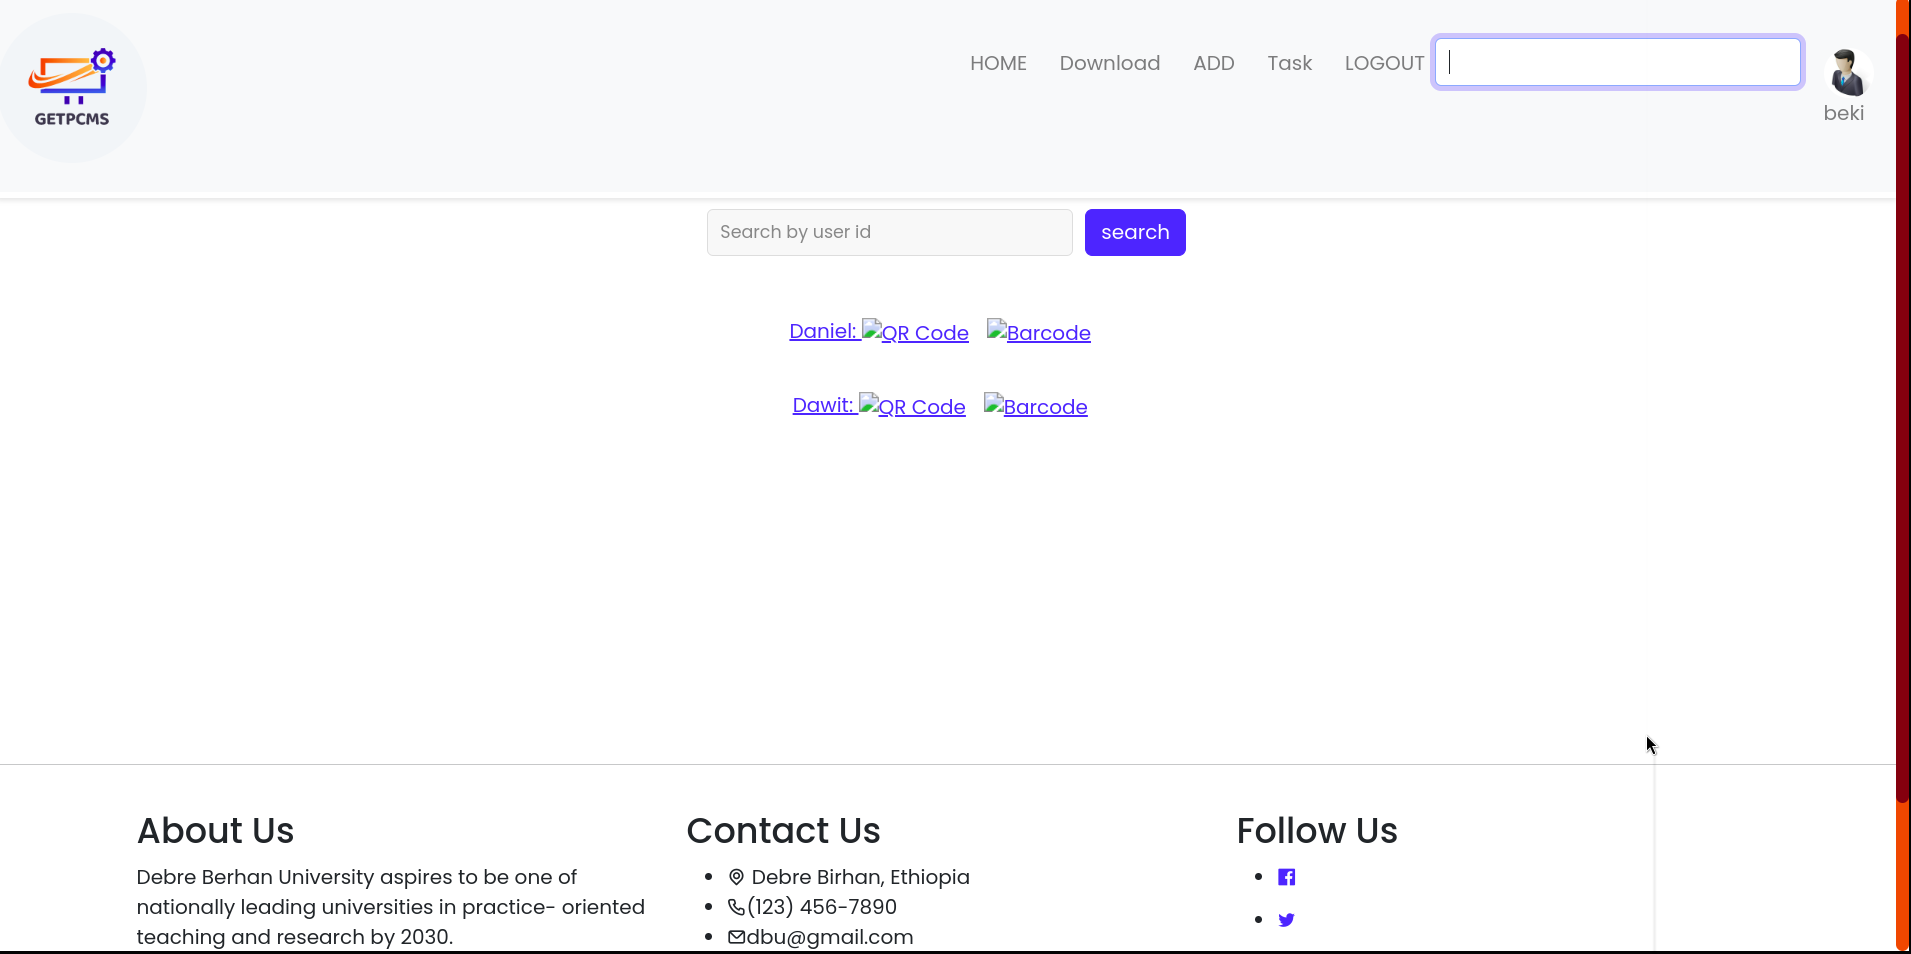 GETPCMS
HOME Download ADD Task LOGOUT
beki
Search by user id search
Daniel: QR Code Barcode
Dawit: QR Code Barcode
About Us
Debre Berhan University aspires to be one of
nationally leading universities in practice- oriented
teaching and research by 2030.
Contact Us
Debre Birhan, Ethiopia
(123) 456-7890
dbu@gmail.com
Follow Us